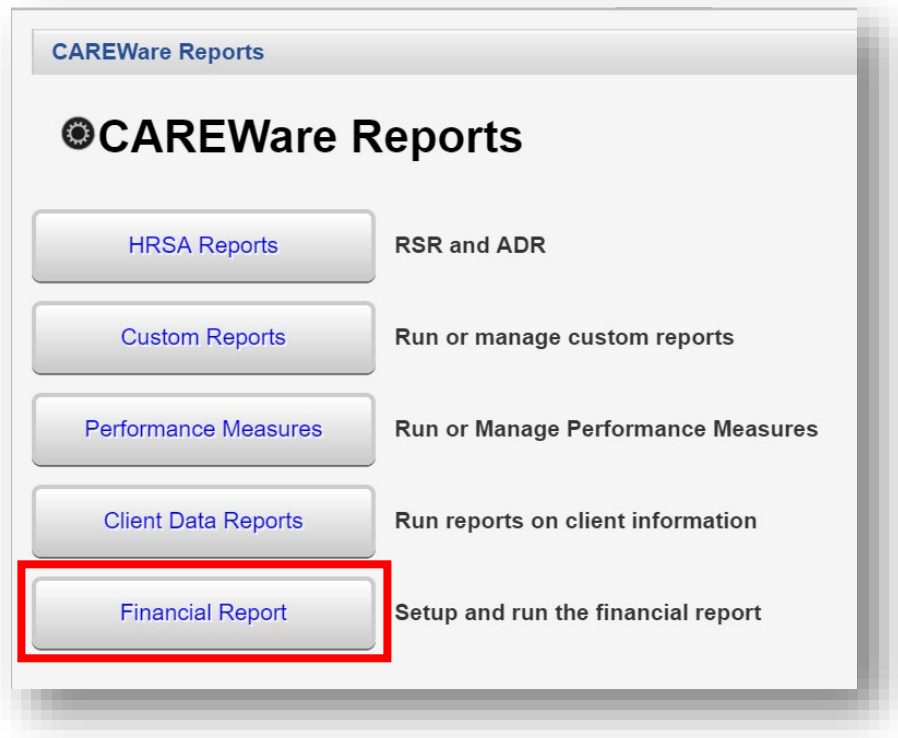 CAREWare Reports
CAREWare Reports
HRSA Reports RSR and ADR
Custom Reports Run or manage custom reports
Performance Measures Run or Manage Performance Measures
Client Data Reports Run reports on client information
Financial Report Setup and run the financial report